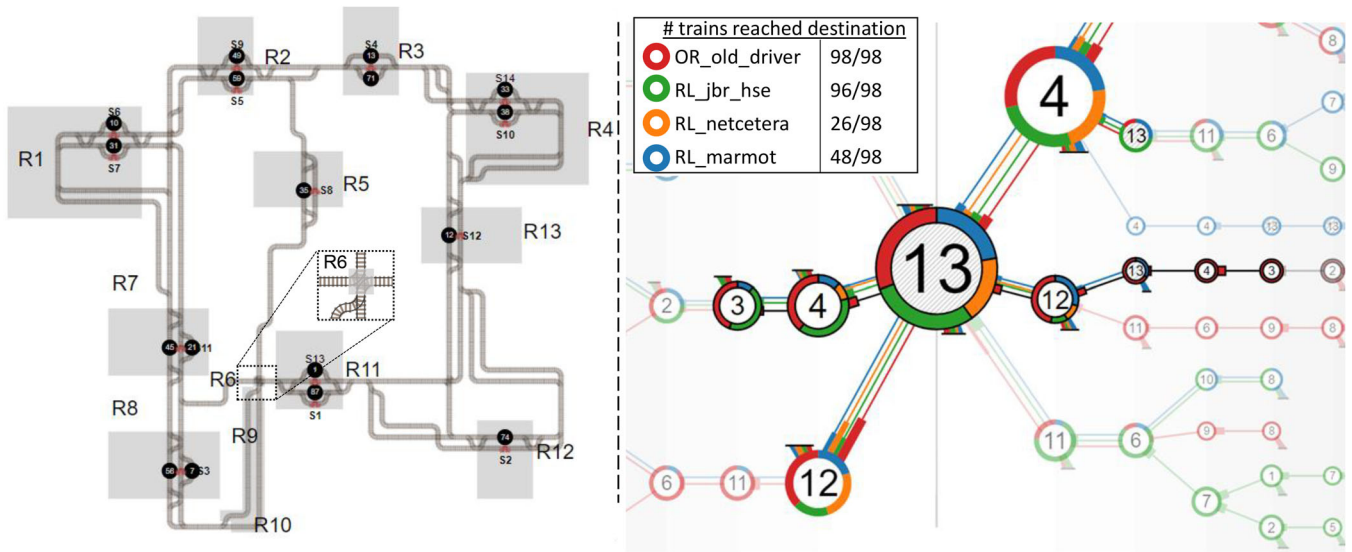 S9
49
R2
59
S5
S4
13
71
R3
S14
33
38
S10
R4
S6
10
R1
31
S7
35
S8
R5
12
S12
R13
R7
R6
45
21
S11
S13
1
R11
87
S1
R6
R8
R9
56
7
S3
74
S2
R12
R10
# trains reached destination
OR_old_driver 98/98
RL_jbr_hse 96/98
RL_netcetera 26/98
RL_marmot 48/98
8
4
13
11
6
7
9
4
8
13
13
2
3
4
13
12
13
4
3
2
11
6
9
8
10
8
11
6
9
8
6
11
12
7
1
7
2
5